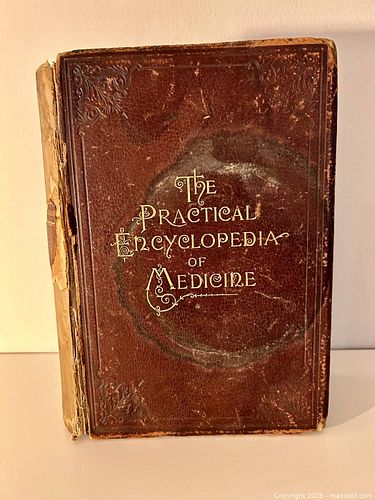 The
Practical
Encyclopedia
of
Medicine
Copyright 2025 - maxsold.com